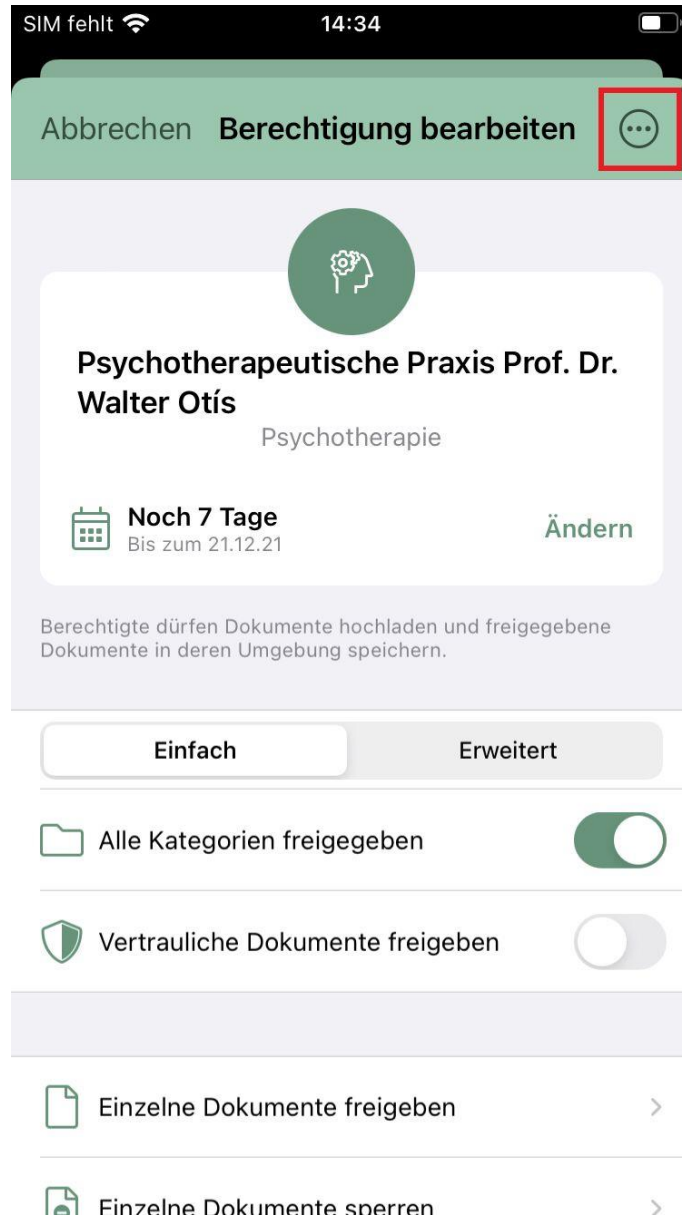 SIM fehlt 14:34
Abbrechen Berechtigung bearbeiten
Psychotherapeutische Praxis Prof. Dr.
Walter Otís
Psychotherapie
Noch 7 Tage
Bis zum 21.12.21
Ändern
Berechtigte dürfen Dokumente hochladen und freigegebene
Dokumente in deren Umgebung speichern.
Einfach Erweitert
Alle Kategorien freigegeben
Vertrauliche Dokumente freigeben
Einzelne Dokumente freigeben
Einzelne Dokumente sperren